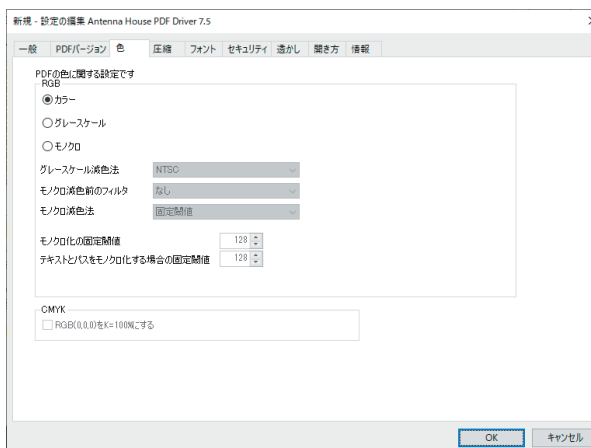 新規 - 設定の編集 Antenna House PDF Driver 7.5
一般 PDFバージョン 色 圧縮 フォント セキュリティ 透かし 開き方 情報
PDFの色に関する設定です
RGB
カラー
グレースケール
モノクロ
グレースケール減色法 NTSC
モノクロ減色前のフィルタ なし
モノクロ減色法 固定閾値
モノクロ化の固定閾値 128
テキストとパスをモノクロ化する場合の固定閾値 128
CMYK
RGB(0,0,0)をK=100%にする
OK キャンセル